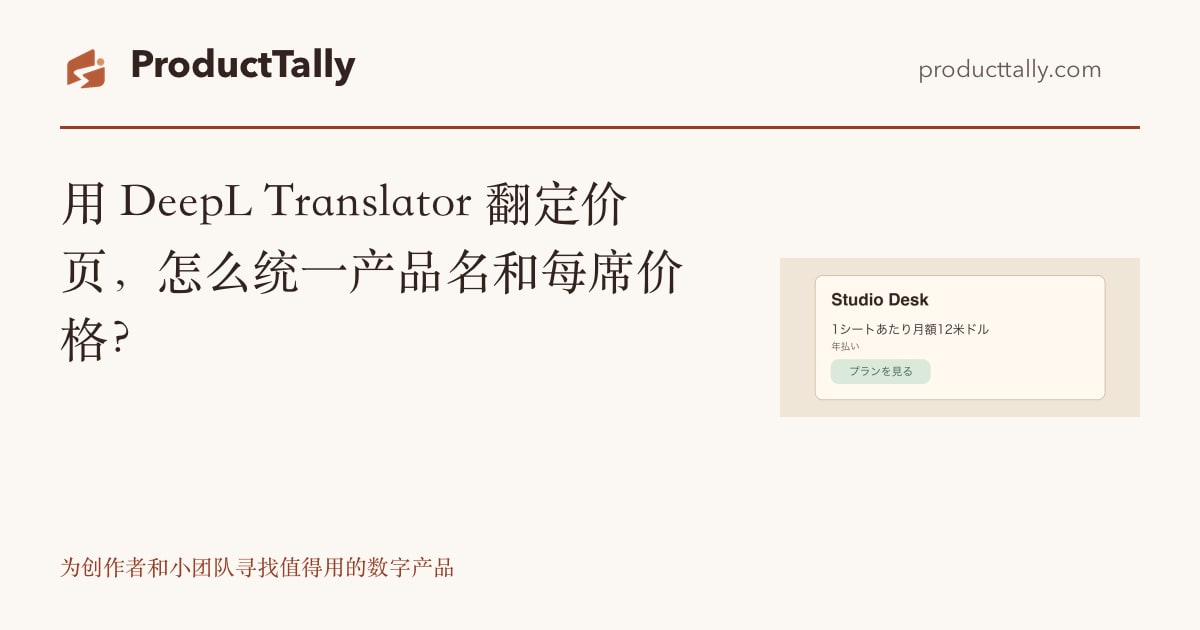 ProductTally
producttally.com
用 DeepL Translator 翻定价
页，怎么统一产品名和每席价
格？
Studio Desk
1シートあたり月額12米ドル
年払い
プランを見る
为创作者和小团队寻找值得用的数字产品